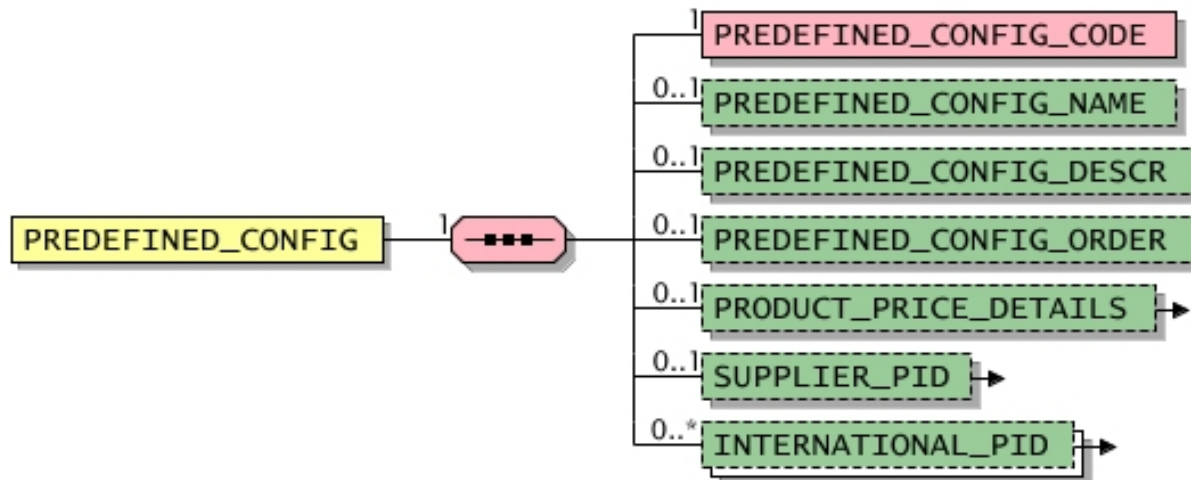 1 PREDEFINED_CONFIG_CODE
0..1 PREDEFINED_CONFIG_NAME
0..1 PREDEFINED_CONFIG_DESCR
PREDEFINED_CONFIG 1
0..1 PREDEFINED_CONFIG_ORDER
0..1 PRODUCT_PRICE_DETAILS
0..1 SUPPLIER_PID
0..* INTERNATIONAL_PID